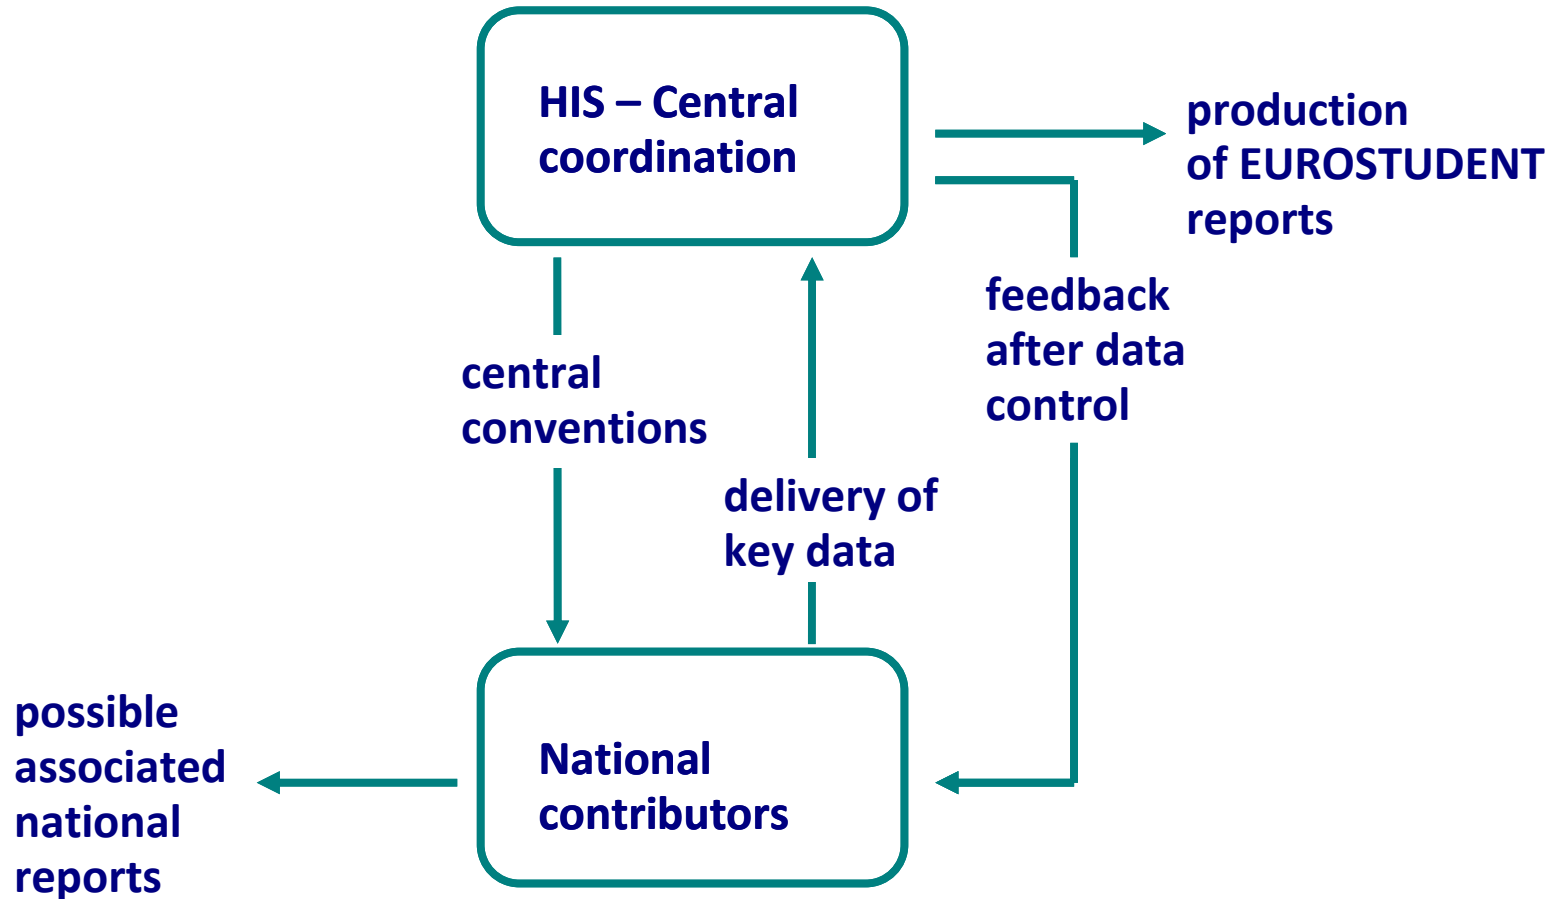 HIS – Central
coordination
production
of EUROSTUDENT
reports
feedback
after data
control
central
conventions
delivery of
key data
possible
associated
national
reports
National
contributors